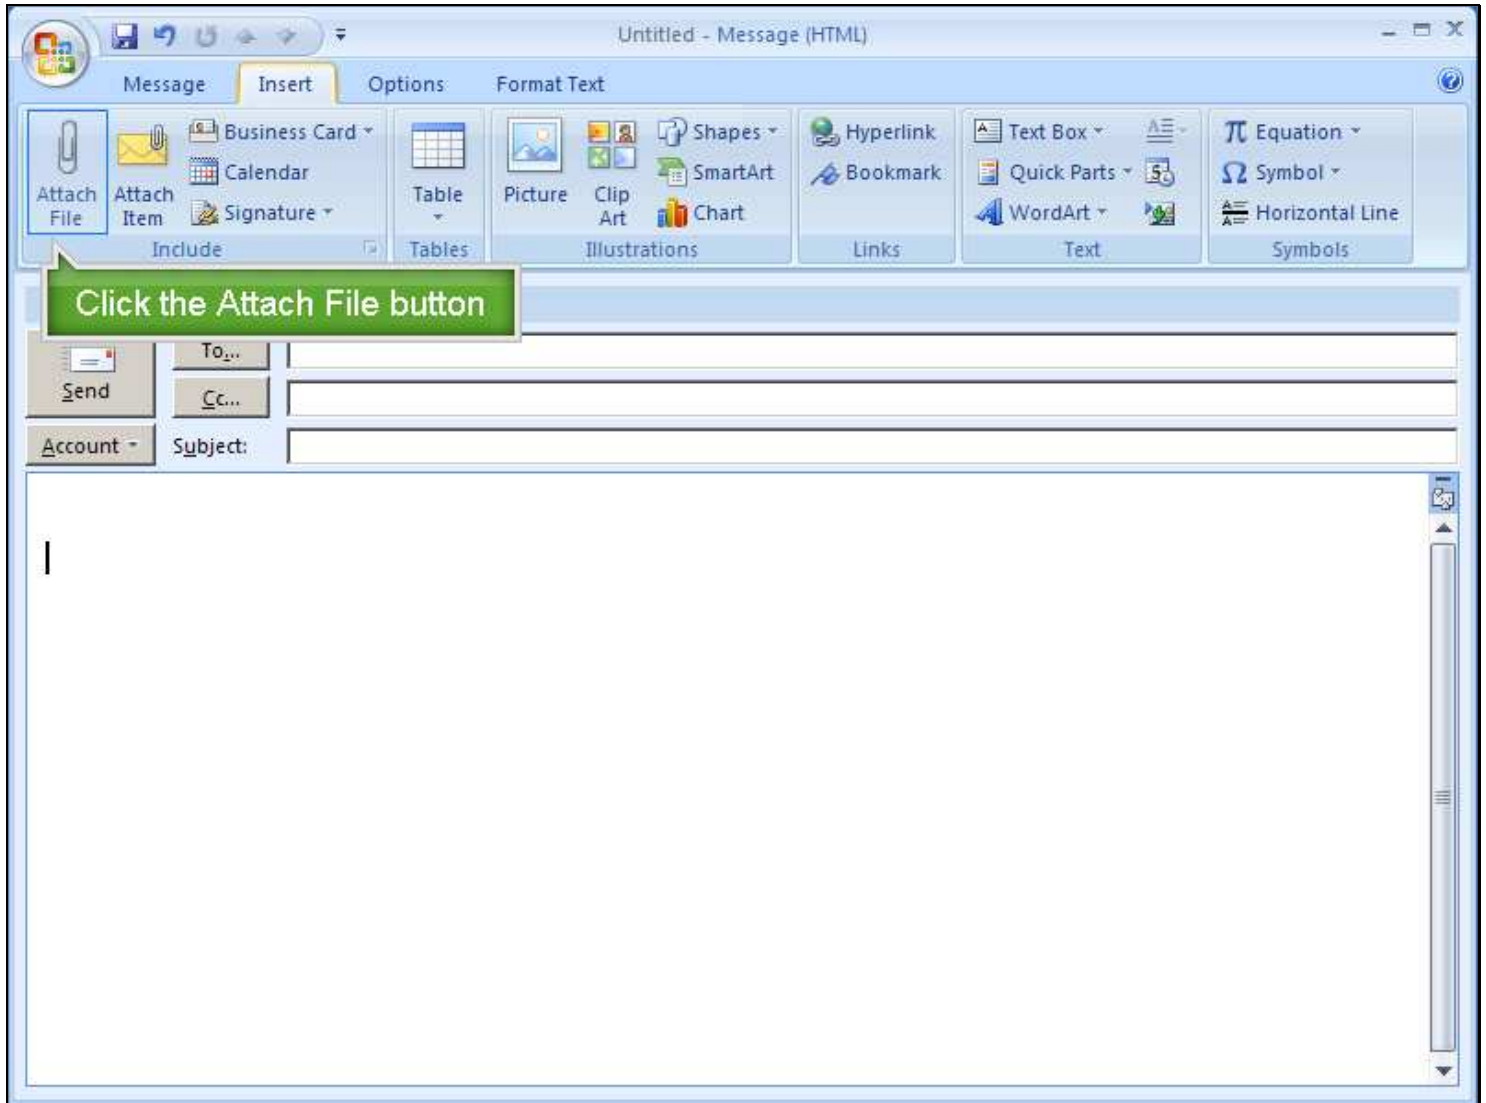 Untitled - Message (HTML)
Message Insert Options Format Text
Business Card Shapes Hyperlink Text Box Equation
Calendar SmartArt Bookmark Quick Parts Symbol
Attach File Attach Item Signature Table Picture Clip Art Chart WordArt Horizontal Line
Include Tables Illustrations Links Text Symbols
Click the Attach File button
To...
Send
Cc...
Account Subject: